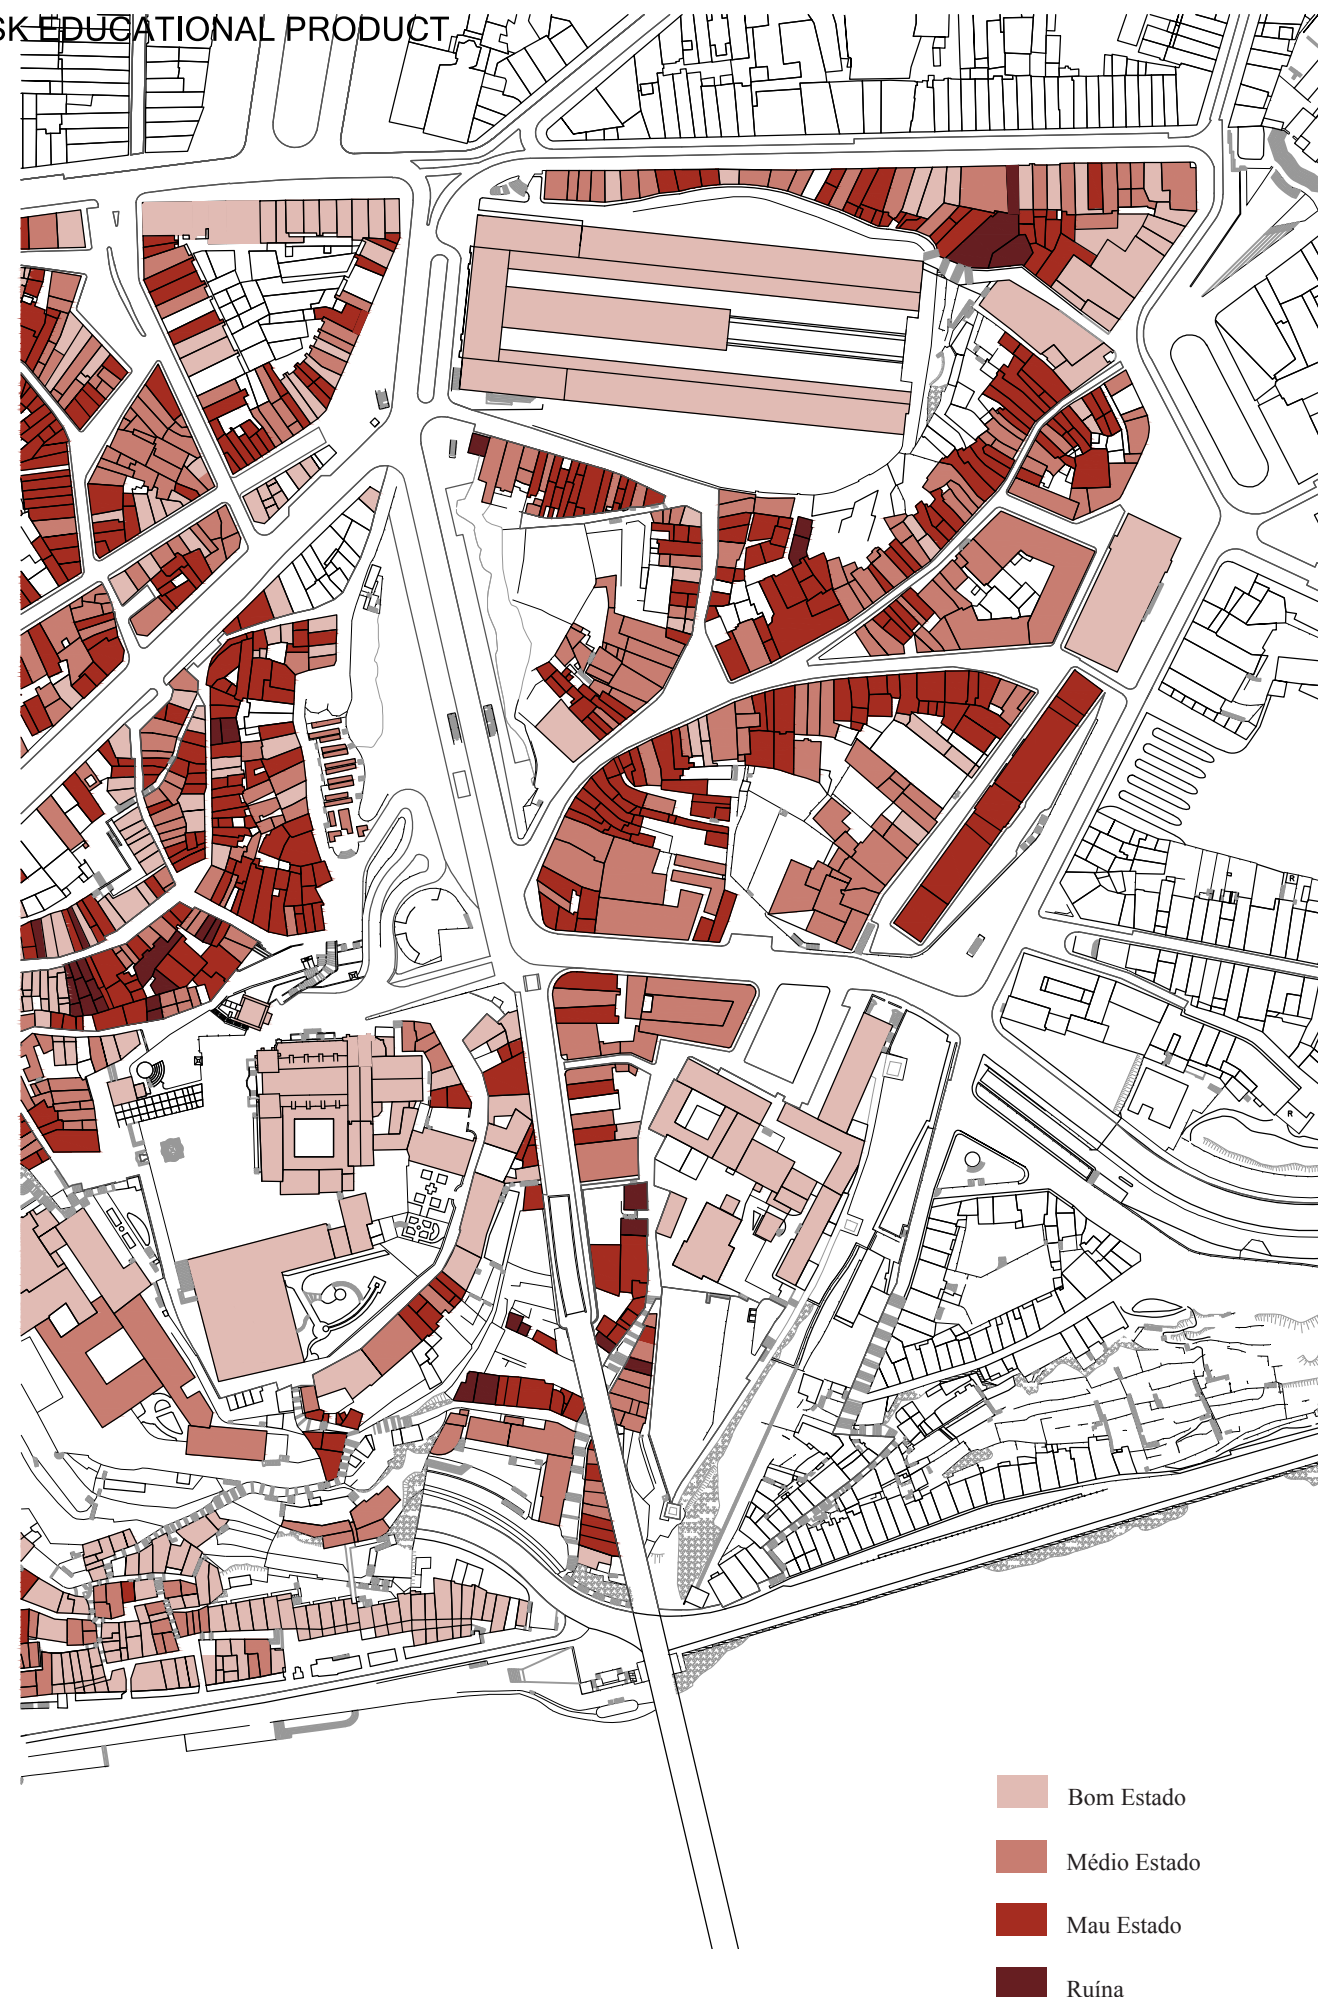 SK EDUCATIONAL PRODUCT
R
R
Bom Estado
Médio Estado
Mau Estado
Ruína